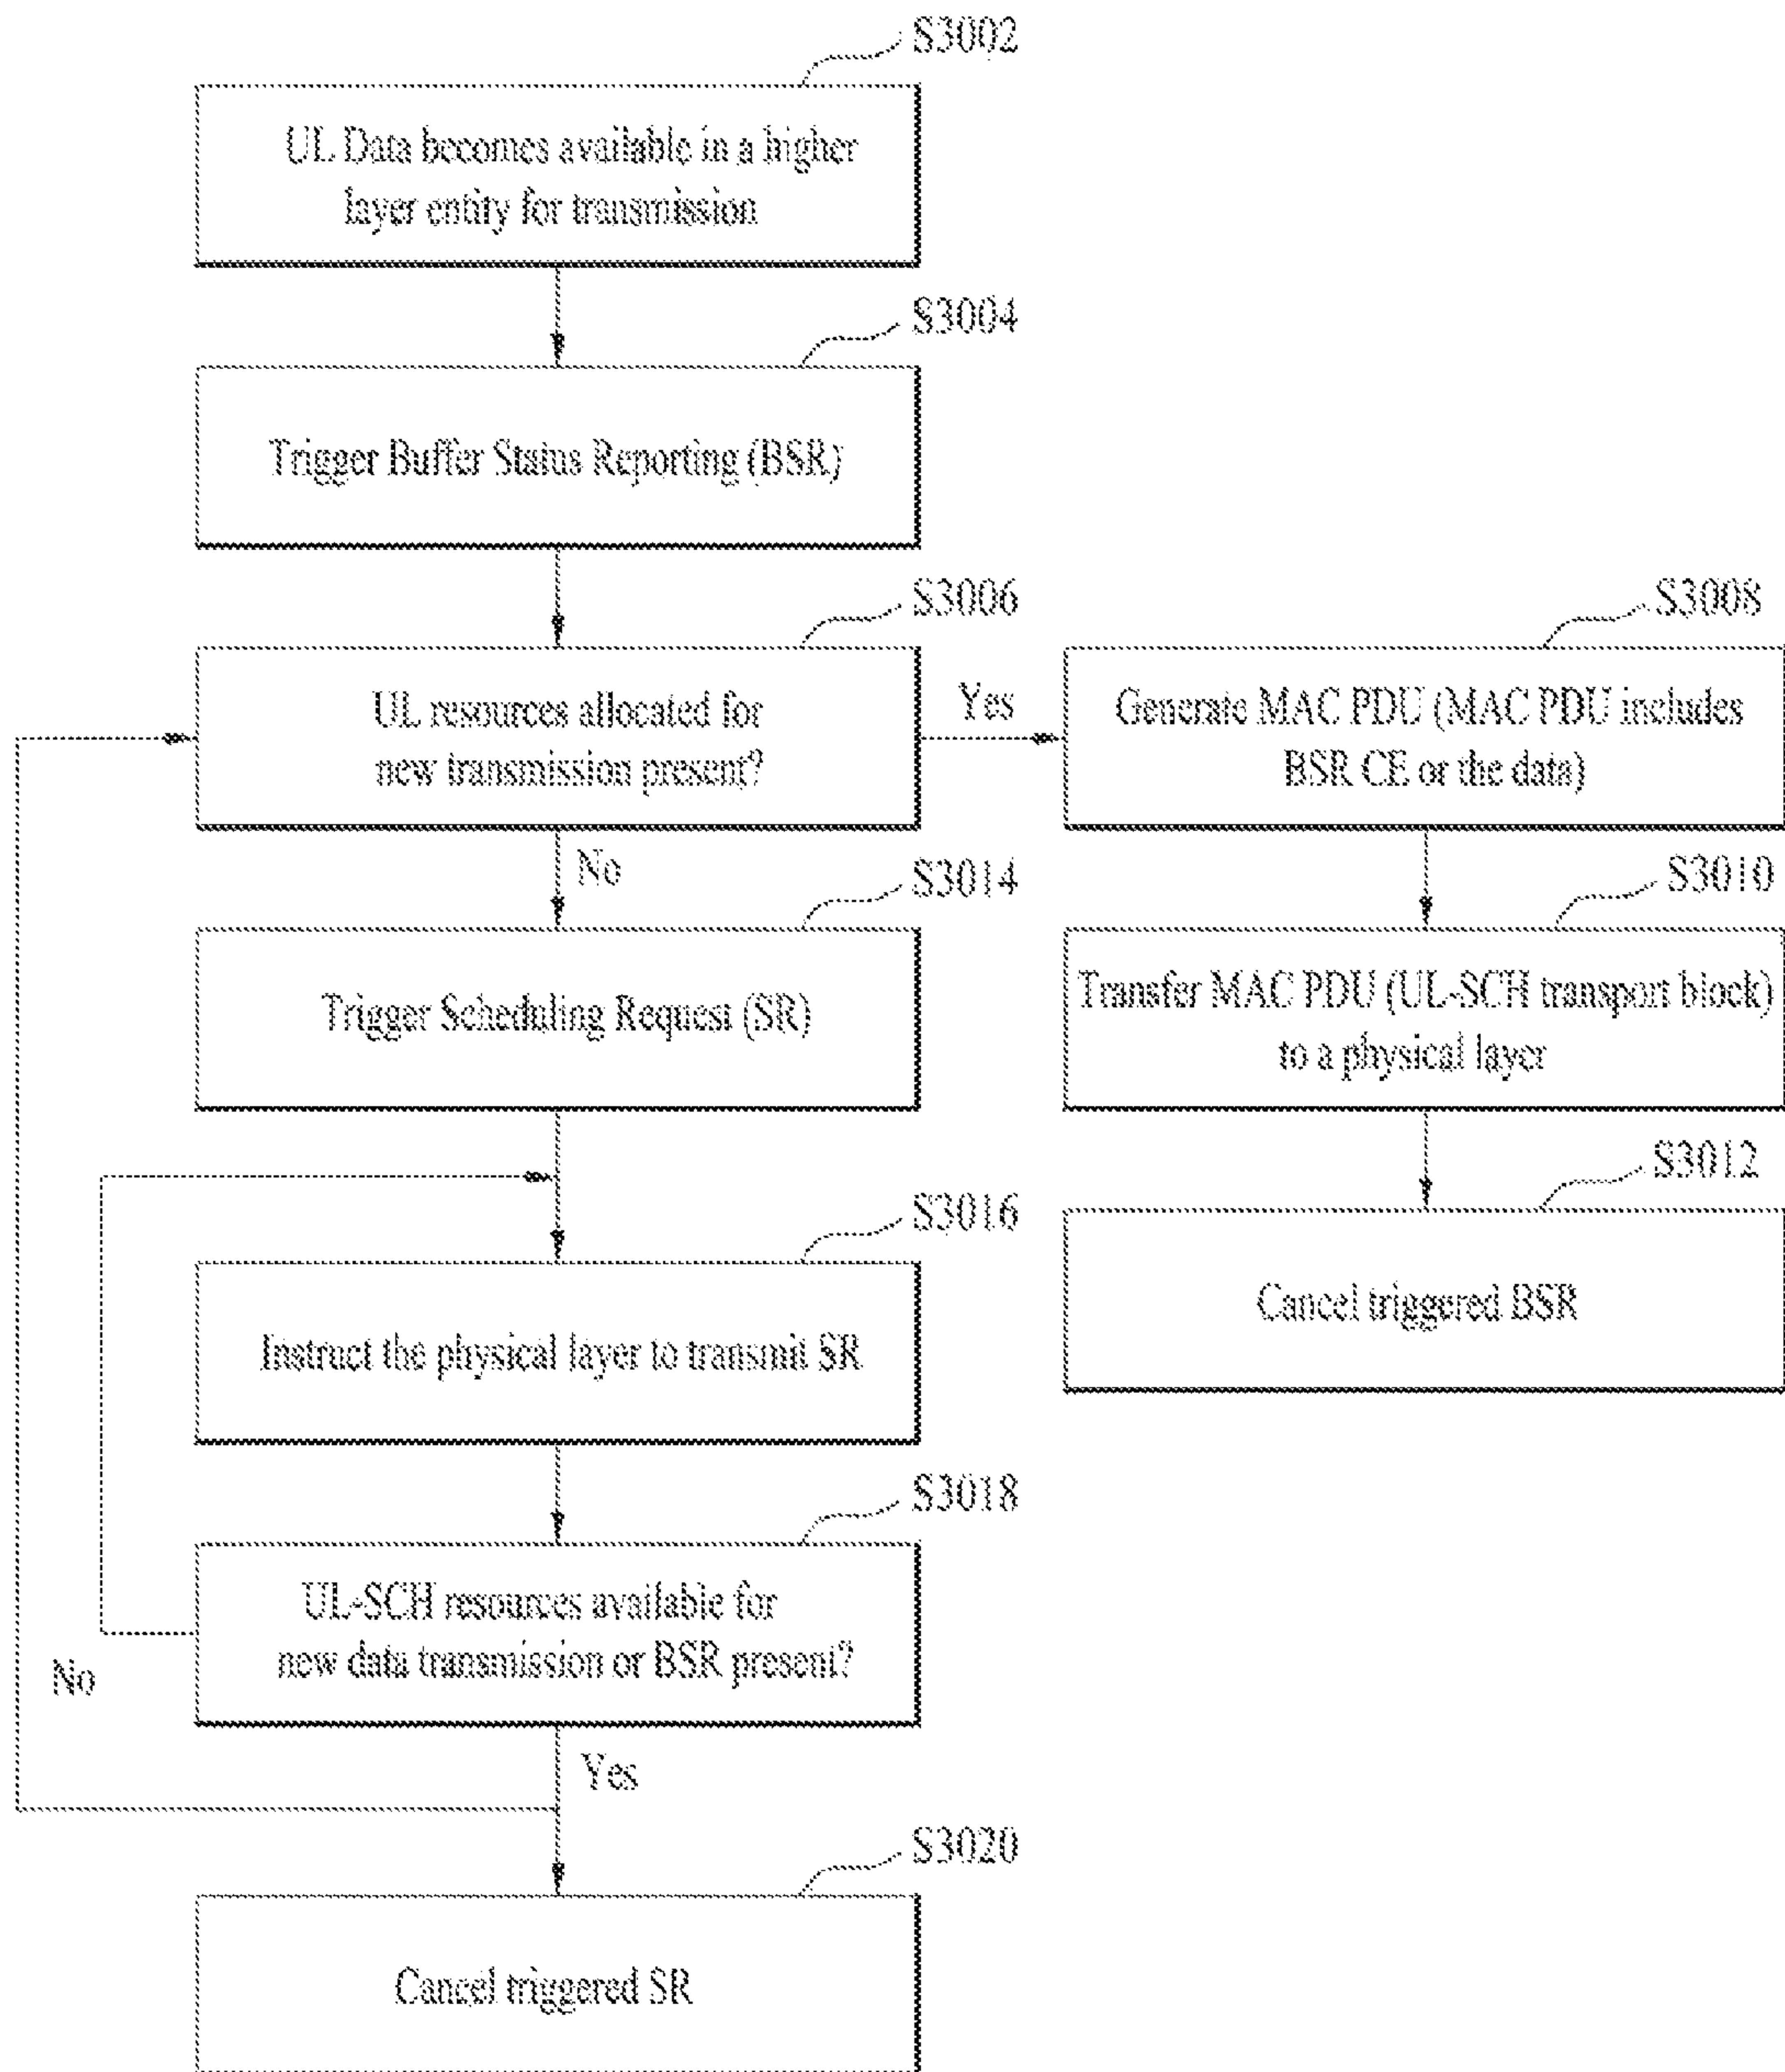 S3002
UL Data becomes available in a higher
layer entity for transmission
S3004
Trigger Buffer Status Reporting (BSR)
S3006
UL resources allocated for
new transmission present?
Yes
S3008
Generate MAC PDU (MAC PDU includes
BSR CE or the data)
No
S3014
Trigger Scheduling Request (SR)
S3010
Transfer MAC PDU (UL-SCH transport block)
to a physical layer
S3012
Cancel triggered BSR
S3016
Instruct the physical layer to transmit SR
S3018
UL-SCH resources available for
new data transmission or BSR present?
No
Yes
S3020
Cancel triggered SR